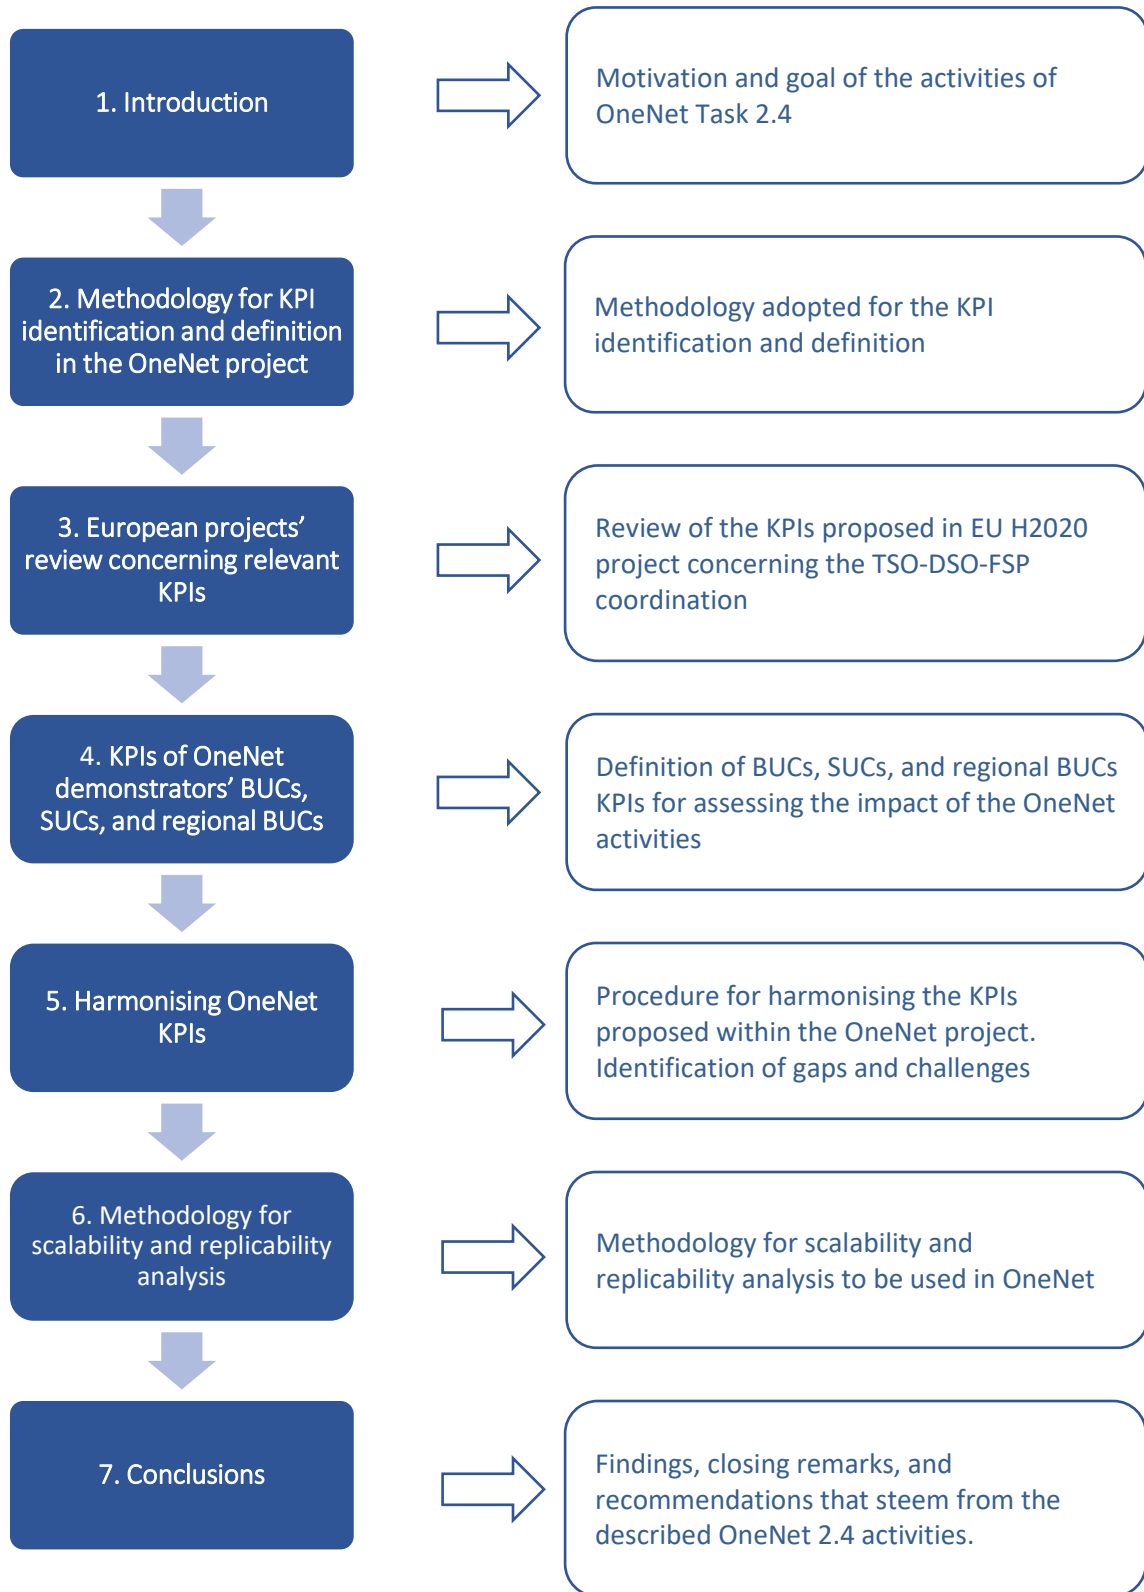 1. Introduction
Motivation and goal of the activities of
OneNet Task 2.4
2. Methodology for KPI
identification and definition
in the OneNet project
Methodology adopted for the KPI
identification and definition
3. European projects’
review concerning relevant
KPIs
Review of the KPIs proposed in EU H2020
project concerning the TSO-DSO-FSP
coordination
4. KPIs of OneNet
demonstrators’ BUCs,
SUCs, and regional BUCs
Definition of BUCs, SUCs, and regional BUCs
KPIs for assessing the impact of the OneNet
activities
5. Harmonising OneNet
KPIs
Procedure for harmonising the KPIs
proposed within the OneNet project.
Identification of gaps and challenges
6. Methodology for
scalability and replicability
analysis
Methodology for scalability and
replicability analysis to be used in OneNet
7. Conclusions
Findings, closing remarks, and
recommendations that steem from the
described OneNet 2.4 activities.